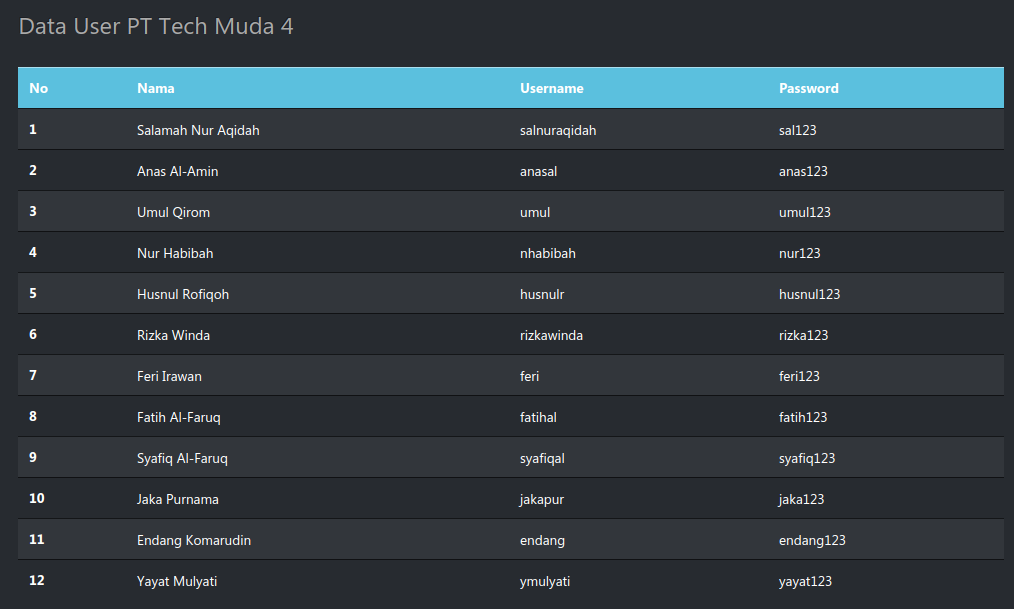 Data User PT Tech Muda 4
No Nama Username Password
1 Salamah Nur Aqidah salnuraqidah sal123
2 Anas Al-Amin anasal anas123
3 Umul Qirom umul umul123
4 Nur Habibah nhabibah nur123
5 Husnul Rofiqoh husnulr husnul123
6 Rizka Winda rizkawinda rizka123
7 Feri Irawan feri feri123
8 Fatih Al-Faruq fatihal fatih123
9 Syafiq Al-Faruq syafiqal syafiq123
10 Jaka Purnama jakapur jaka123
11 Endang Komarudin endang endang123
12 Yayat Mulyati ymulyati yayat123